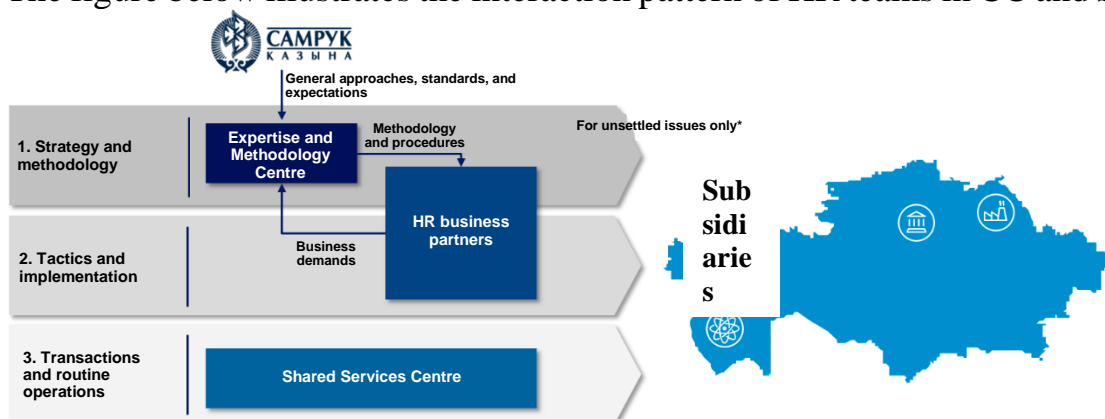 The figure below illustrates the interaction pattern of HR teams in CC and s
САМРУК
КАЗЫНА
General approaches, standards, and
expectations
1. Strategy and
methodology
Expertise and
Methodology
Centre
Methodology
and procedures
For unsettled issues only*
HR business
partners
Business
demands
2. Tactics and
implementation
Sub
sidi
arie
s
3. Transactions
and routine
operations
Shared Services Centre